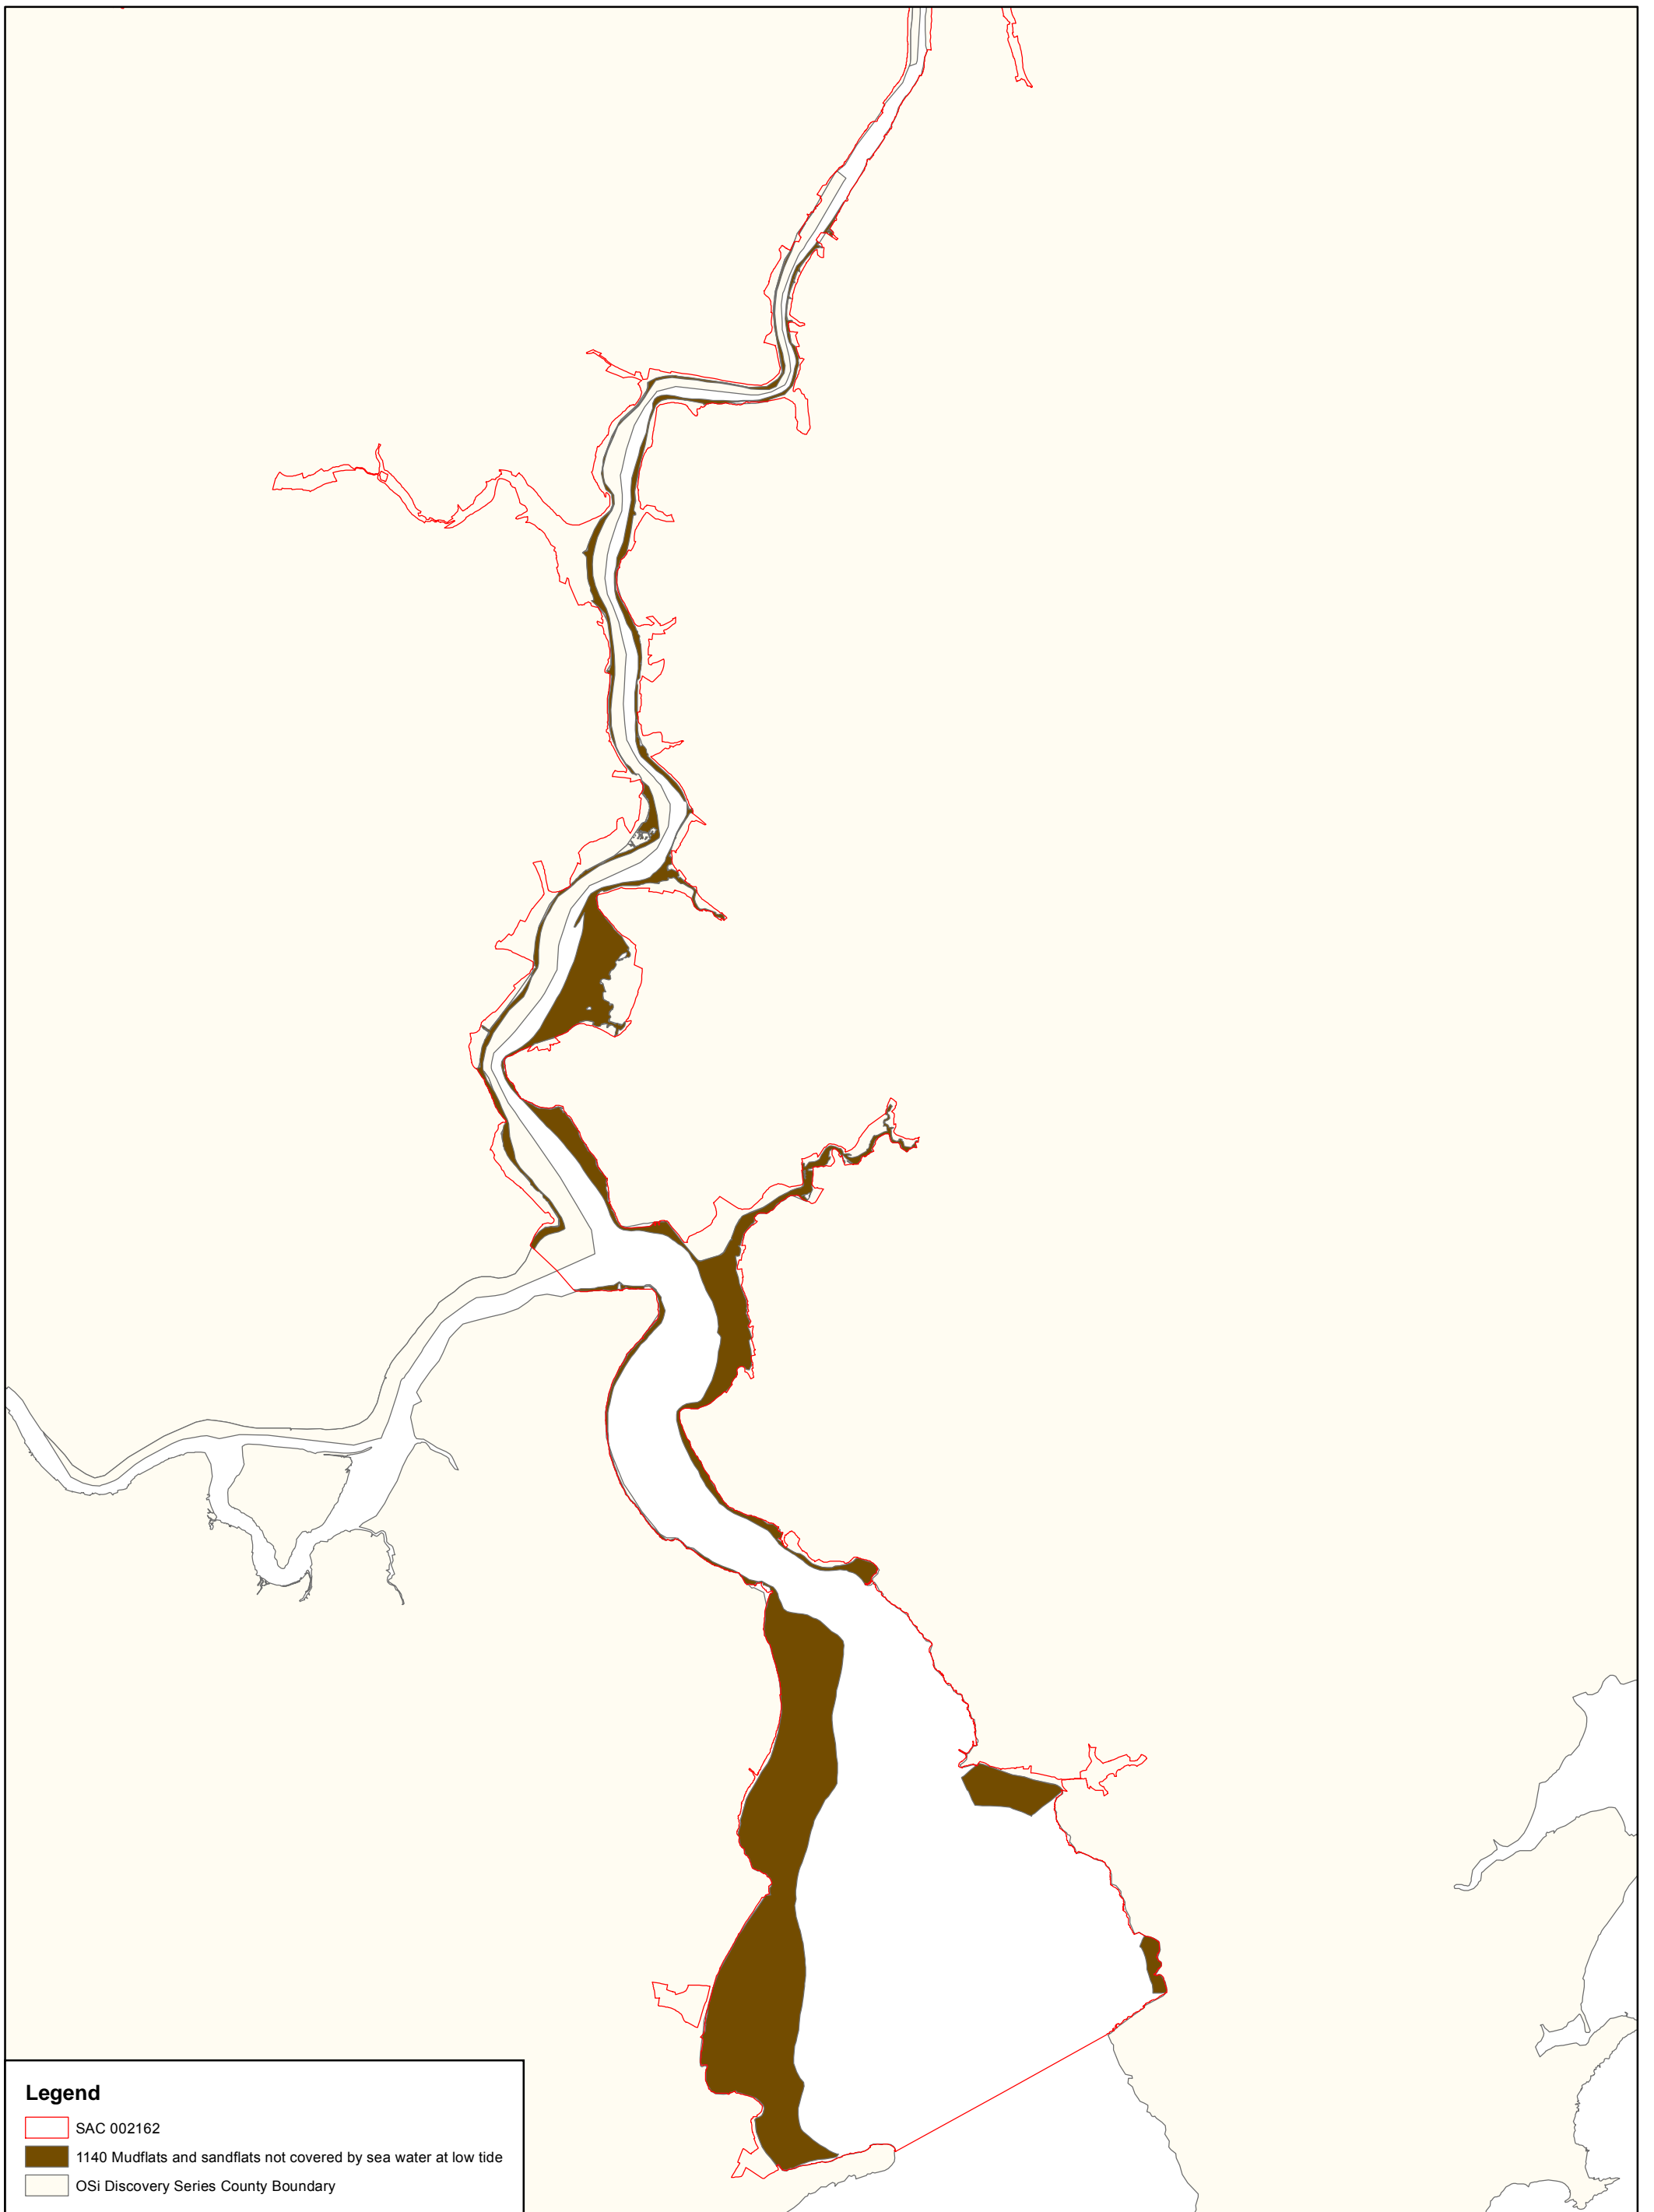 Legend
SAC 002162
1140 Mudflats and sandflats not covered by sea water at low tide
OSi Discovery Series County Boundary